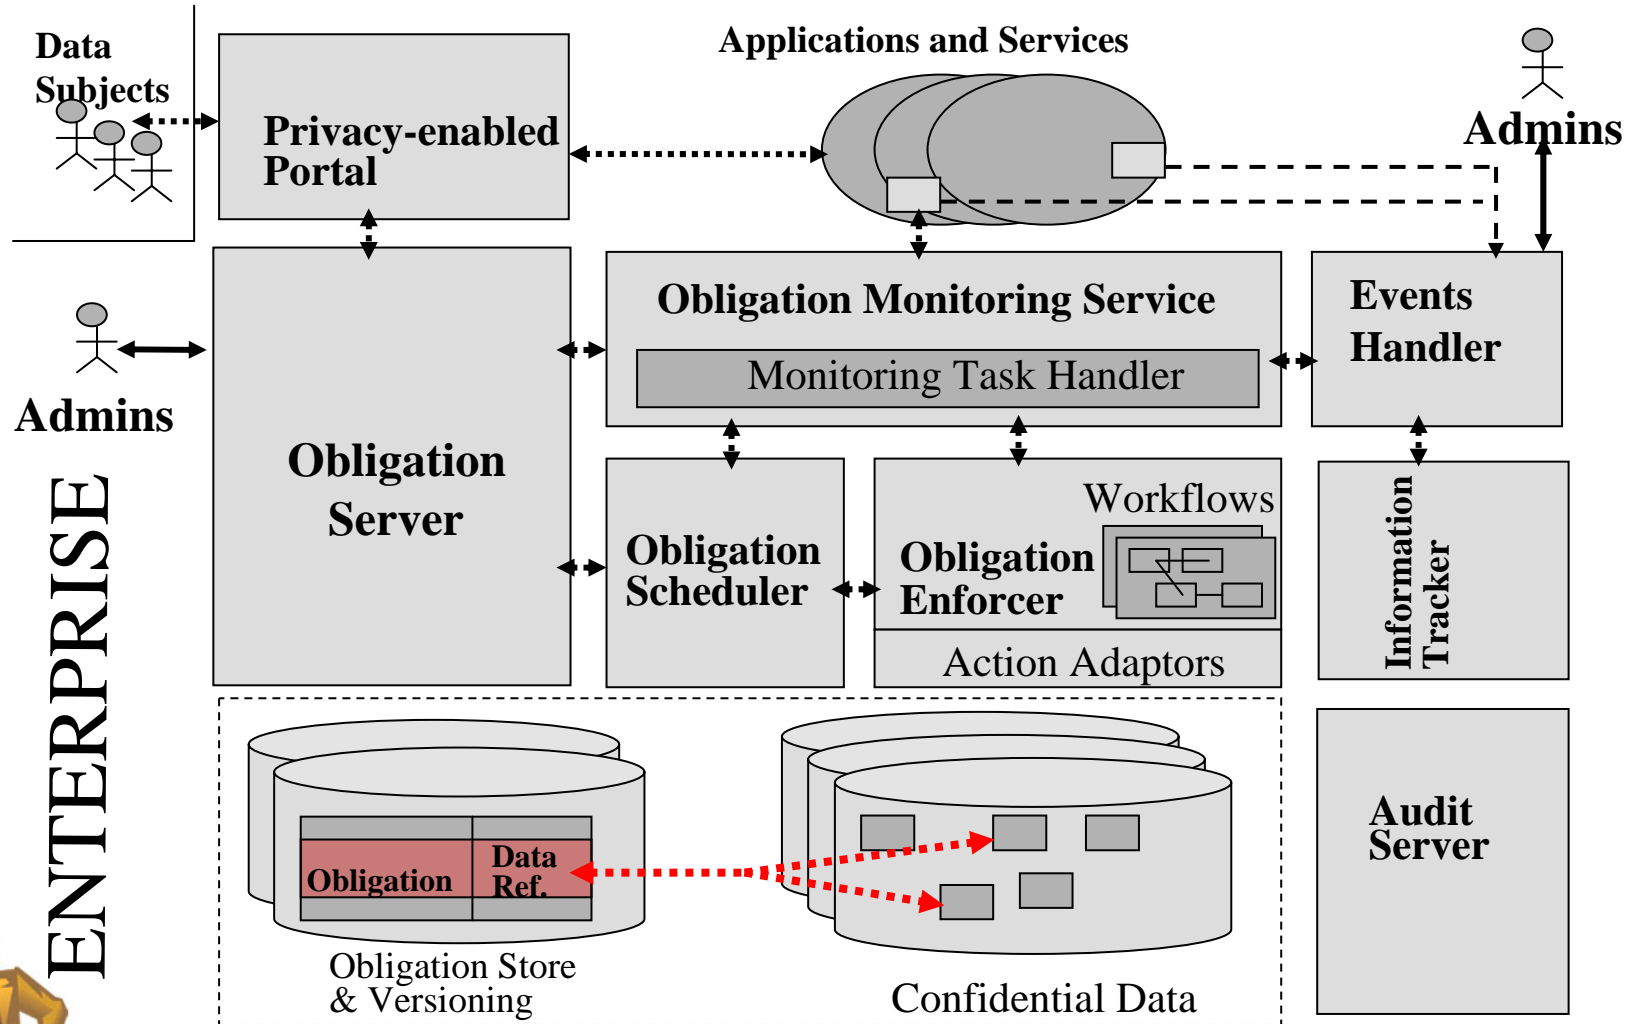 Data
Subjects
Privacy-enabled
Portal
Applications and Services
Admins
Admins
Obligation
Server
Obligation Monitoring Service
Monitoring Task Handler
Events
Handler
Obligation
Scheduler
Workflows
Obligation
Enforcer
Action Adaptors
Information
Tracker
ENTERPRISE
Obligation
Data
Ref.
Obligation Store
& Versioning
Confidential Data
Audit
Server